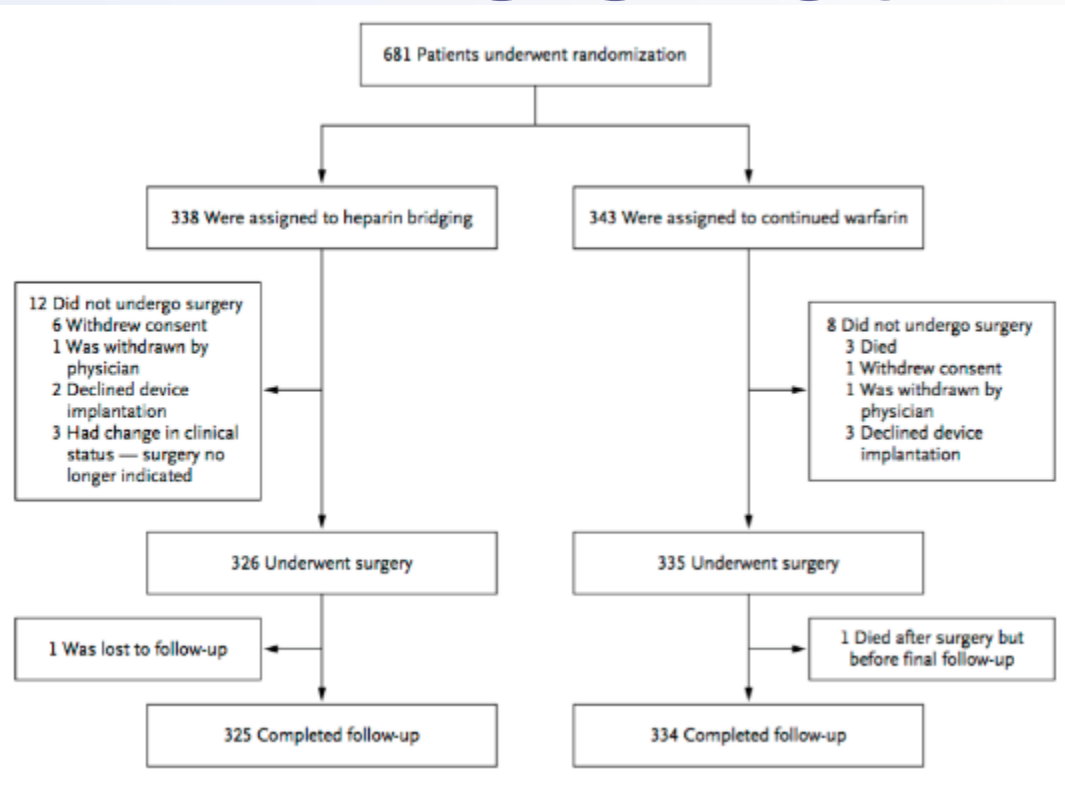 681 Patients underwent randomization
338 Were assigned to heparin bridging
343 Were assigned to continued warfarin
12 Did not undergo surgery
6 Withdrew consent
1 Was withdrawn by
physician
2 Declined device
implantation
3 Had change in clinical
status — surgery no
longer indicated
8 Did not undergo surgery
3 Died
1 Withdrew consent
1 Was withdrawn by
physician
3 Declined device
implantation
326 Underwent surgery
335 Underwent surgery
1 Was lost to follow-up
1 Died after surgery but
before final follow-up
325 Completed follow-up
334 Completed follow-up